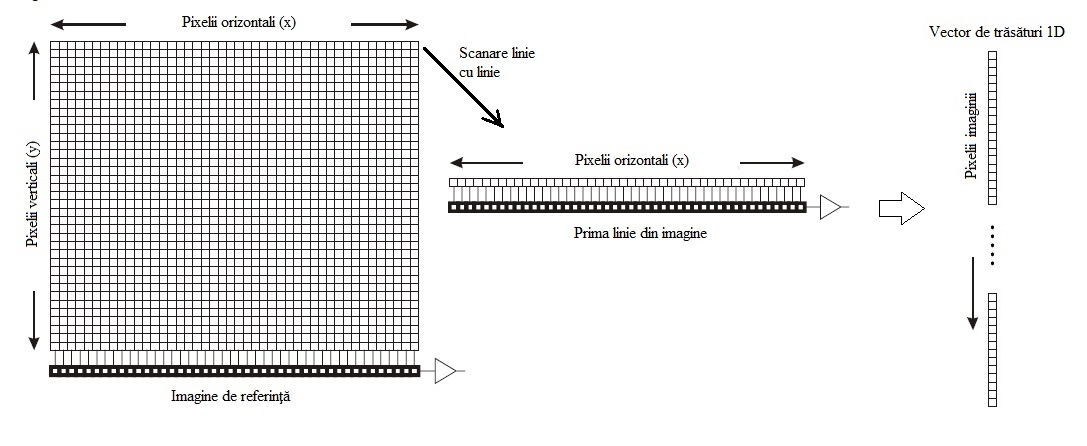 Pixelii orizontali (x)
Vector de trăsături 1D
Scanare linie
cu linie
Pixelii verticali (y)
Pixelii orizontali (x)
Pixelii imaginii
Prima linie din imagine
Imagine de referință